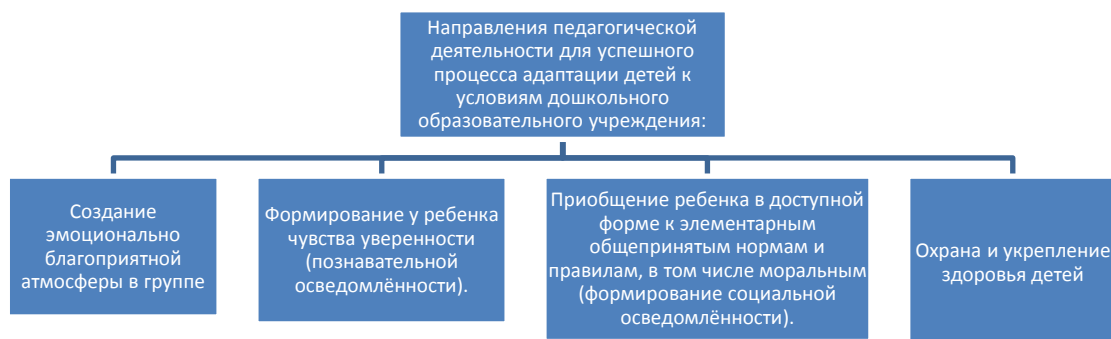 Направления педагогической
деятельности для успешного
процесса адаптации детей к
условиям дошкольного
образовательного учреждения:
Создание
эмоционально
благоприятной
атмосферы в группе
Формирование у ребенка
чувства уверенности
(познавательной
осведомлённости).
Приобщение ребенка в доступной
форме к элементарным
общепринятым нормам и
правилам, в том числе моральным
(формирование социальной
осведомлённости).
Охрана и укрепление
здоровья детей